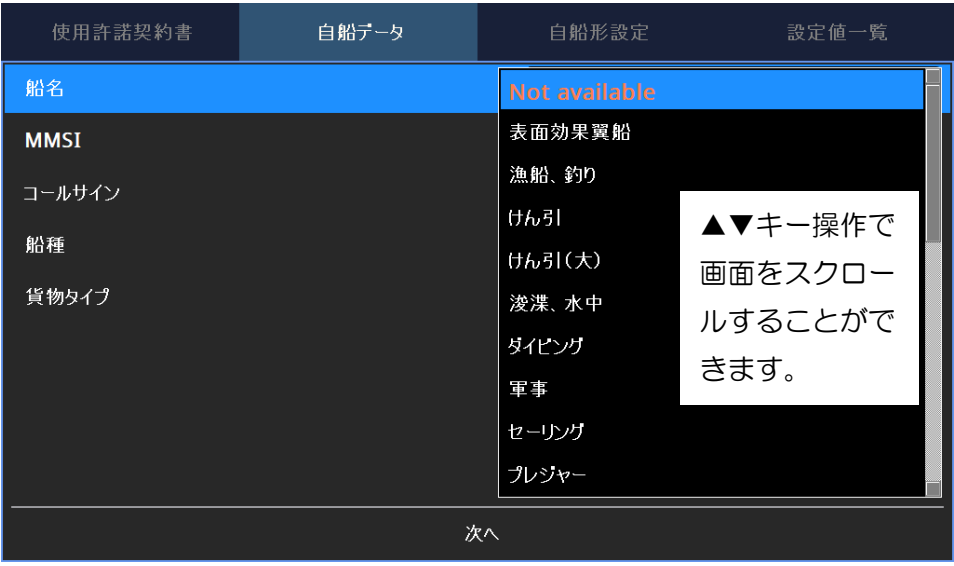 使用許諾契約書
自船データ
自船形設定
設定値一覧
船名
MMSI
コールサイン
船種
貨物タイプ
Not available
表面効果翼船
漁船、釣り
けん引
けん引(大)
浚渫、水中
ダイビング
軍事
セーリング
プレジャー
▲▼キー操作で
画面をスクロー
ルすることがで
きます。
次へ